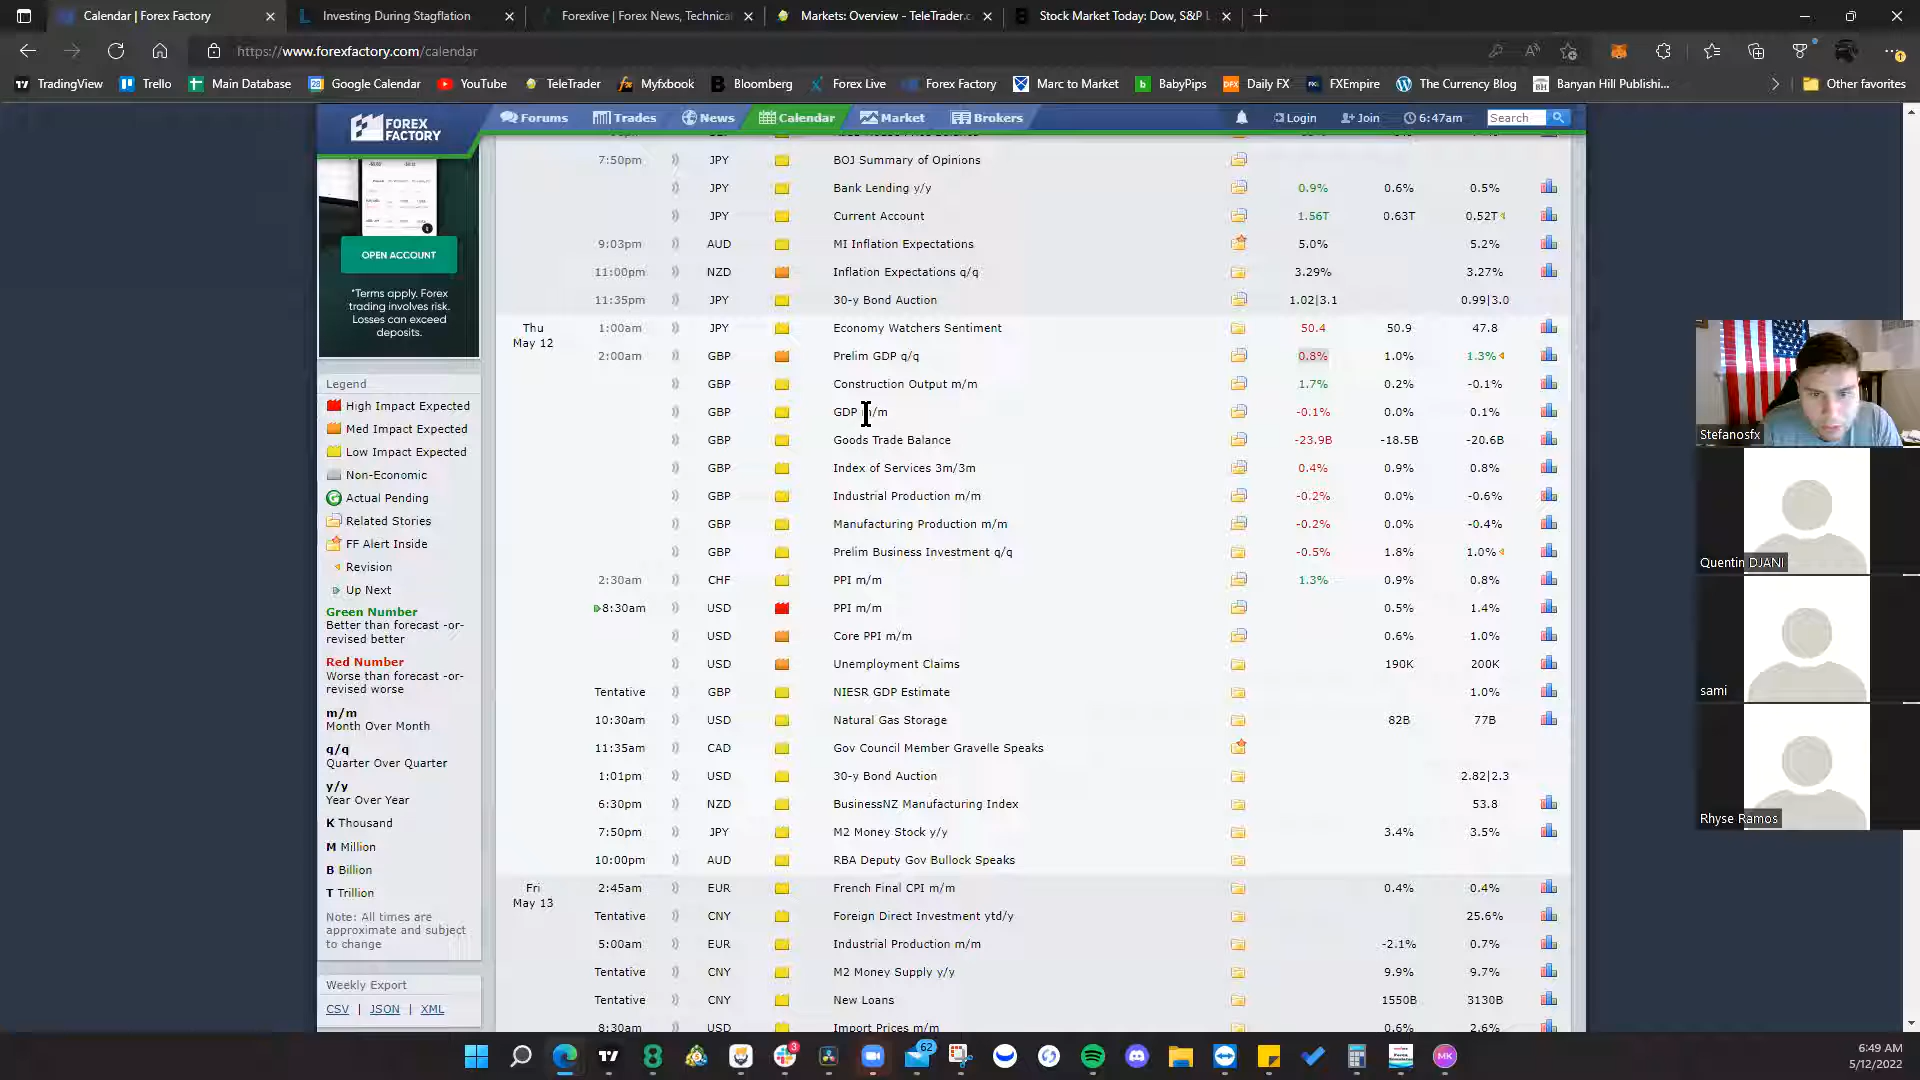 Calendar | Forex Factory
Investing During Stagflation
Forexlive | Forex News, Technical
Markets: Overview - TeleTrader.c
Stock Market Today: Dow, S&P L
https://www.forexfactory.com/calendar
TradingView Trello Main Database Google Calendar YouTube TeleTrader Myfxbook Bloomberg Forex Live Forex Factory Marc to Market BabyPips Daily FX FXEmpire The Currency Blog Banyan Hill Publishi... Other favorites
FOREX FACTORY
Forums Trades News Calendar Market Brokers Login Join 6:47am Search
OPEN ACCOUNT
*Terms apply. Forex
trading involves risk.
Losses can exceed
deposits.
Legend
High Impact Expected
Med Impact Expected
Low Impact Expected
Non-Economic
Actual Pending
Related Stories
FF Alert Inside
Revision
Up Next
Green Number
Better than forecast -or-
revised better
Red Number
Worse than forecast -or-
revised worse
m/m
Month Over Month
q/q
Quarter Over Quarter
y/y
Year Over Year
K Thousand
M Million
B Billion
T Trillion
Note: All times are
approximate and subject
to change
Weekly Export
CSV | JSON | XML
7:50pm JPY BOJ Summary of Opinions
JPY Bank Lending y/y 0.9% 0.6% 0.5%
JPY Current Account 1.56T 0.63T 0.52T
9:03pm AUD MI Inflation Expectations 5.0% 5.2%
11:00pm NZD Inflation Expectations q/q 3.29% 3.27%
11:35pm JPY 30-y Bond Auction 1.02|3.1 0.99|3.0
Thu May 12 1:00am JPY Economy Watchers Sentiment 50.4 50.9 47.8
2:00am GBP Prelim GDP q/q 0.8% 1.0% 1.3%
GBP Construction Output m/m 1.7% 0.2% -0.1%
GBP GDP m/m -0.1% 0.0% 0.1%
GBP Goods Trade Balance -23.9B -18.5B -20.6B
GBP Index of Services 3m/3m 0.4% 0.9% 0.8%
GBP Industrial Production m/m -0.2% 0.0% -0.6%
GBP Manufacturing Production m/m -0.2% 0.0% -0.4%
GBP Prelim Business Investment q/q -0.5% 1.8% 1.0%
2:30am CHF PPI m/m 1.3% 0.9% 0.8%
8:30am USD PPI m/m 0.5% 1.4%
USD Core PPI m/m 0.6% 1.0%
USD Unemployment Claims 190K 200K
Tentative GBP NIESR GDP Estimate 1.0%
10:30am USD Natural Gas Storage 82B 77B
11:35am CAD Gov Council Member Gravelle Speaks
1:01pm USD 30-y Bond Auction 2.82|2.3
6:30pm NZD BusinessNZ Manufacturing Index 53.8
7:50pm JPY M2 Money Stock y/y 3.4% 3.5%
10:00pm AUD RBA Deputy Gov Bullock Speaks
Fri May 13 2:45am EUR French Final CPI m/m 0.4% 0.4%
Tentative CNY Foreign Direct Investment ytd/y 25.6%
5:00am EUR Industrial Production m/m -2.1% 0.7%
Tentative CNY M2 Money Supply y/y 9.9% 9.7%
Tentative CNY New Loans 1550B 3130B
8:30am USD Import Prices m/m 0.6% 2.6%
Stefanosfx
Quentin DJANI
sami
Rhyse Ramos
3
62
MK
6:49 AM
5/12/2022